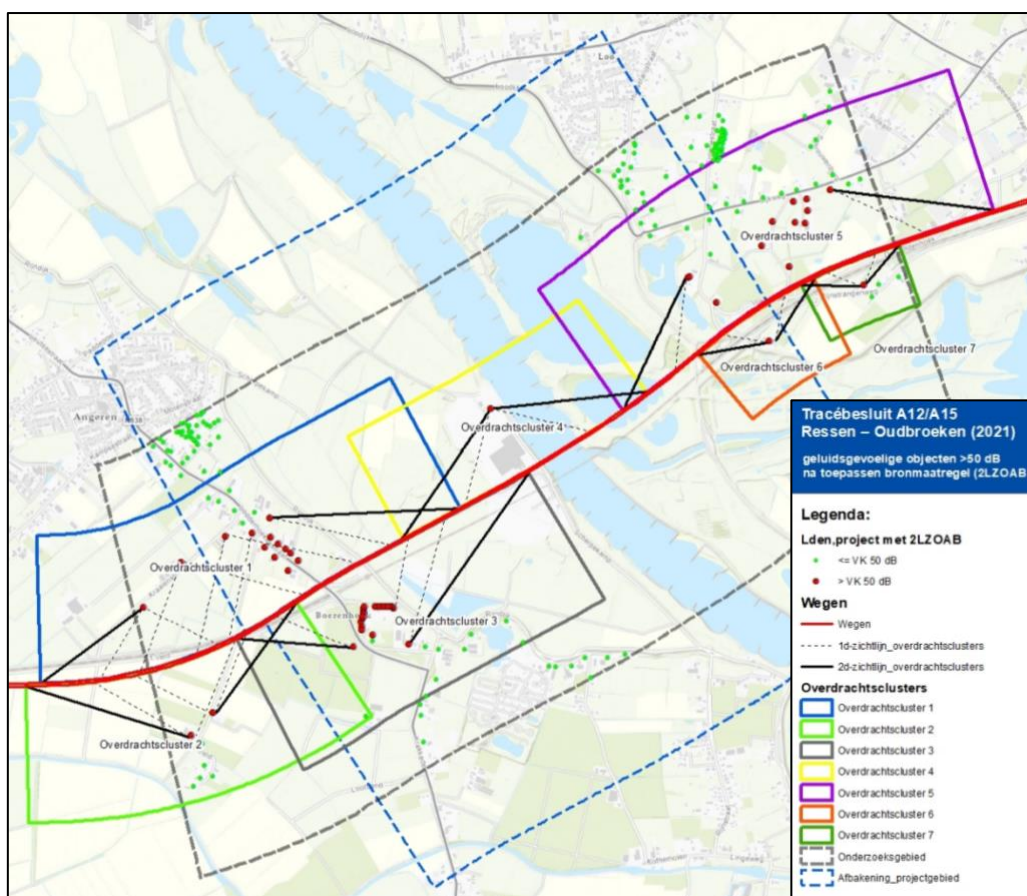 Loo
Angeren
Boerenhoek
Overdrachtscluster 5
Overdrachtscluster 7
Overdrachtscluster 6
Overdrachtscluster 4
Overdrachtscluster 1
Overdrachtscluster 3
Overdrachtscluster 2
Tracébesluit A12/A15
Ressen – Oudbroeken (2021)
geluidsgevoelige objecten >50 dB
na toepassen bronmaatregel (2LZOAB
Legenda:
Lden,project met 2LZOAB
<= VK 50 dB
> VK 50 dB
Wegen
Wegen
1d-zichtlijn_overdrachtsclusters
2d-zichtlijn_overdrachtsclusters
Overdrachtsclusters
Overdrachtscluster 1
Overdrachtscluster 2
Overdrachtscluster 3
Overdrachtscluster 4
Overdrachtscluster 5
Overdrachtscluster 6
Overdrachtscluster 7
Onderzoeksgebied
Afbakening_projectgebied